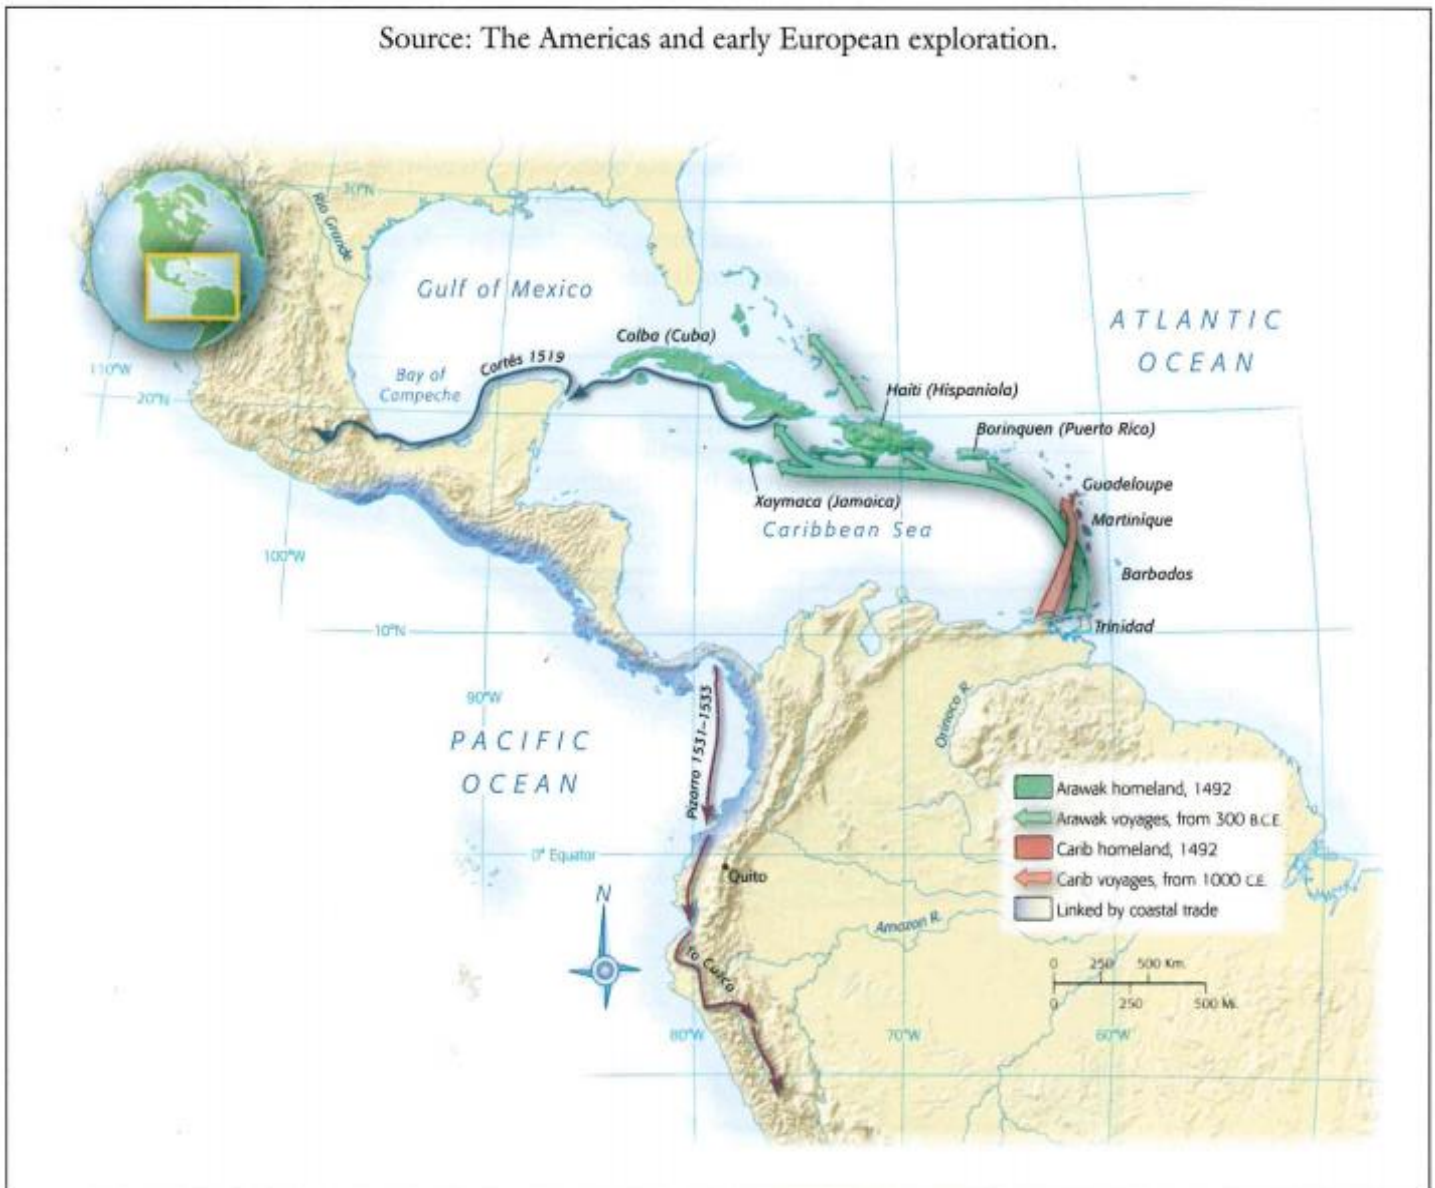 Source: The Americas and early European exploration.
30°N
Rio Grande
Gulf of Mexico
ATLANTIC
OCEAN
Colba (Cuba)
Cortés 1519
110°W
Bay of
Campeche
20°N
Haiti (Hispaniola)
Borinquen (Puerto Rico)
Guadeloupe
Xaymaca (Jamaica)
Martinique
Caribbean Sea
100°W
Barbados
10°N
Trinidad
90°W
Pizarro 1531–1533
Orinoco R.
PACIFIC
OCEAN
Arawak homeland, 1492
Arawak voyages, from 300 B.C.E.
Carib homeland, 1492
Carib voyages, from 1000 C.E.
Linked by coastal trade
0° Equator
Quito
N
Amazon R.
to Cuzco
0 250 500 Km.
0 250 500 Mi.
80°W
70°W
60°W